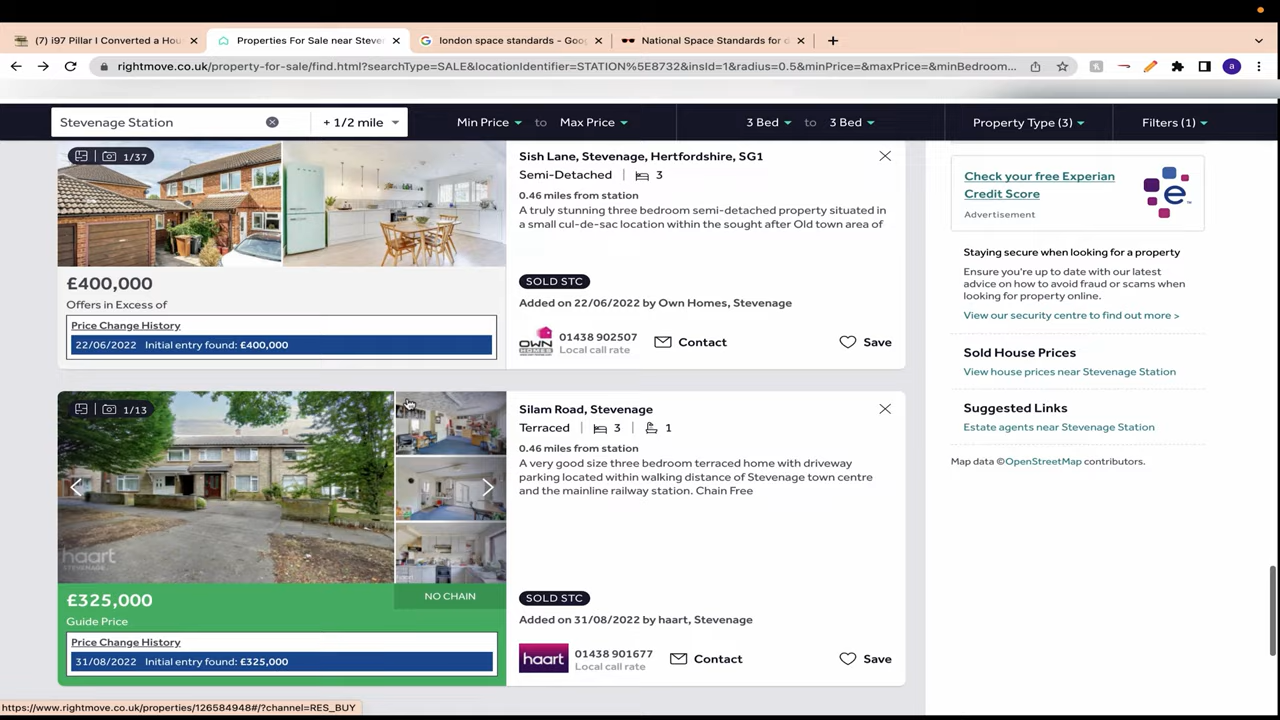 (7) i97 Pillar I Converted a Hou
Properties For Sale near Steven
london space standards - Goog
National Space Standards for d
rightmove.co.uk/property-for-sale/find.html?searchType=SALE&locationIdentifier=STATION%5E8732&insId=1&radius=0.5&minPrice=&maxPrice=&minBedroom...
a
Stevenage Station
+ 1/2 mile
Min Price
to
Max Price
3 Bed
to
3 Bed
Property Type (3)
Filters (1)
1/37
Sish Lane, Stevenage, Hertfordshire, SG1
Semi-Detached
3
0.46 miles from station
A truly stunning three bedroom semi-detached property situated in
a small cul-de-sac location within the sought after Old town area of
£400,000
Offers in Excess of
SOLD STC
Added on 22/06/2022 by Own Homes, Stevenage
Price Change History
22/06/2022 Initial entry found: £400,000
OWN
HOMES
01438 902507
Local call rate
Contact
Save
1/13
Silam Road, Stevenage
Terraced
3
1
0.46 miles from station
A very good size three bedroom terraced home with driveway
parking located within walking distance of Stevenage town centre
and the mainline railway station. Chain Free
haart
STEVENAGE
£325,000
NO CHAIN
Guide Price
SOLD STC
Added on 31/08/2022 by haart, Stevenage
Price Change History
31/08/2022 Initial entry found: £325,000
haart
01438 901677
Local call rate
Contact
Save
Check your free Experian
Credit Score
Advertisement
e
Staying secure when looking for a property
Ensure you're up to date with our latest
advice on how to avoid fraud or scams when
looking for property online.
View our security centre to find out more >
Sold House Prices
View house prices near Stevenage Station
Suggested Links
Estate agents near Stevenage Station
Map data ©OpenStreetMap contributors.
https://www.rightmove.co.uk/properties/126584948#/?channel=RES_BUY